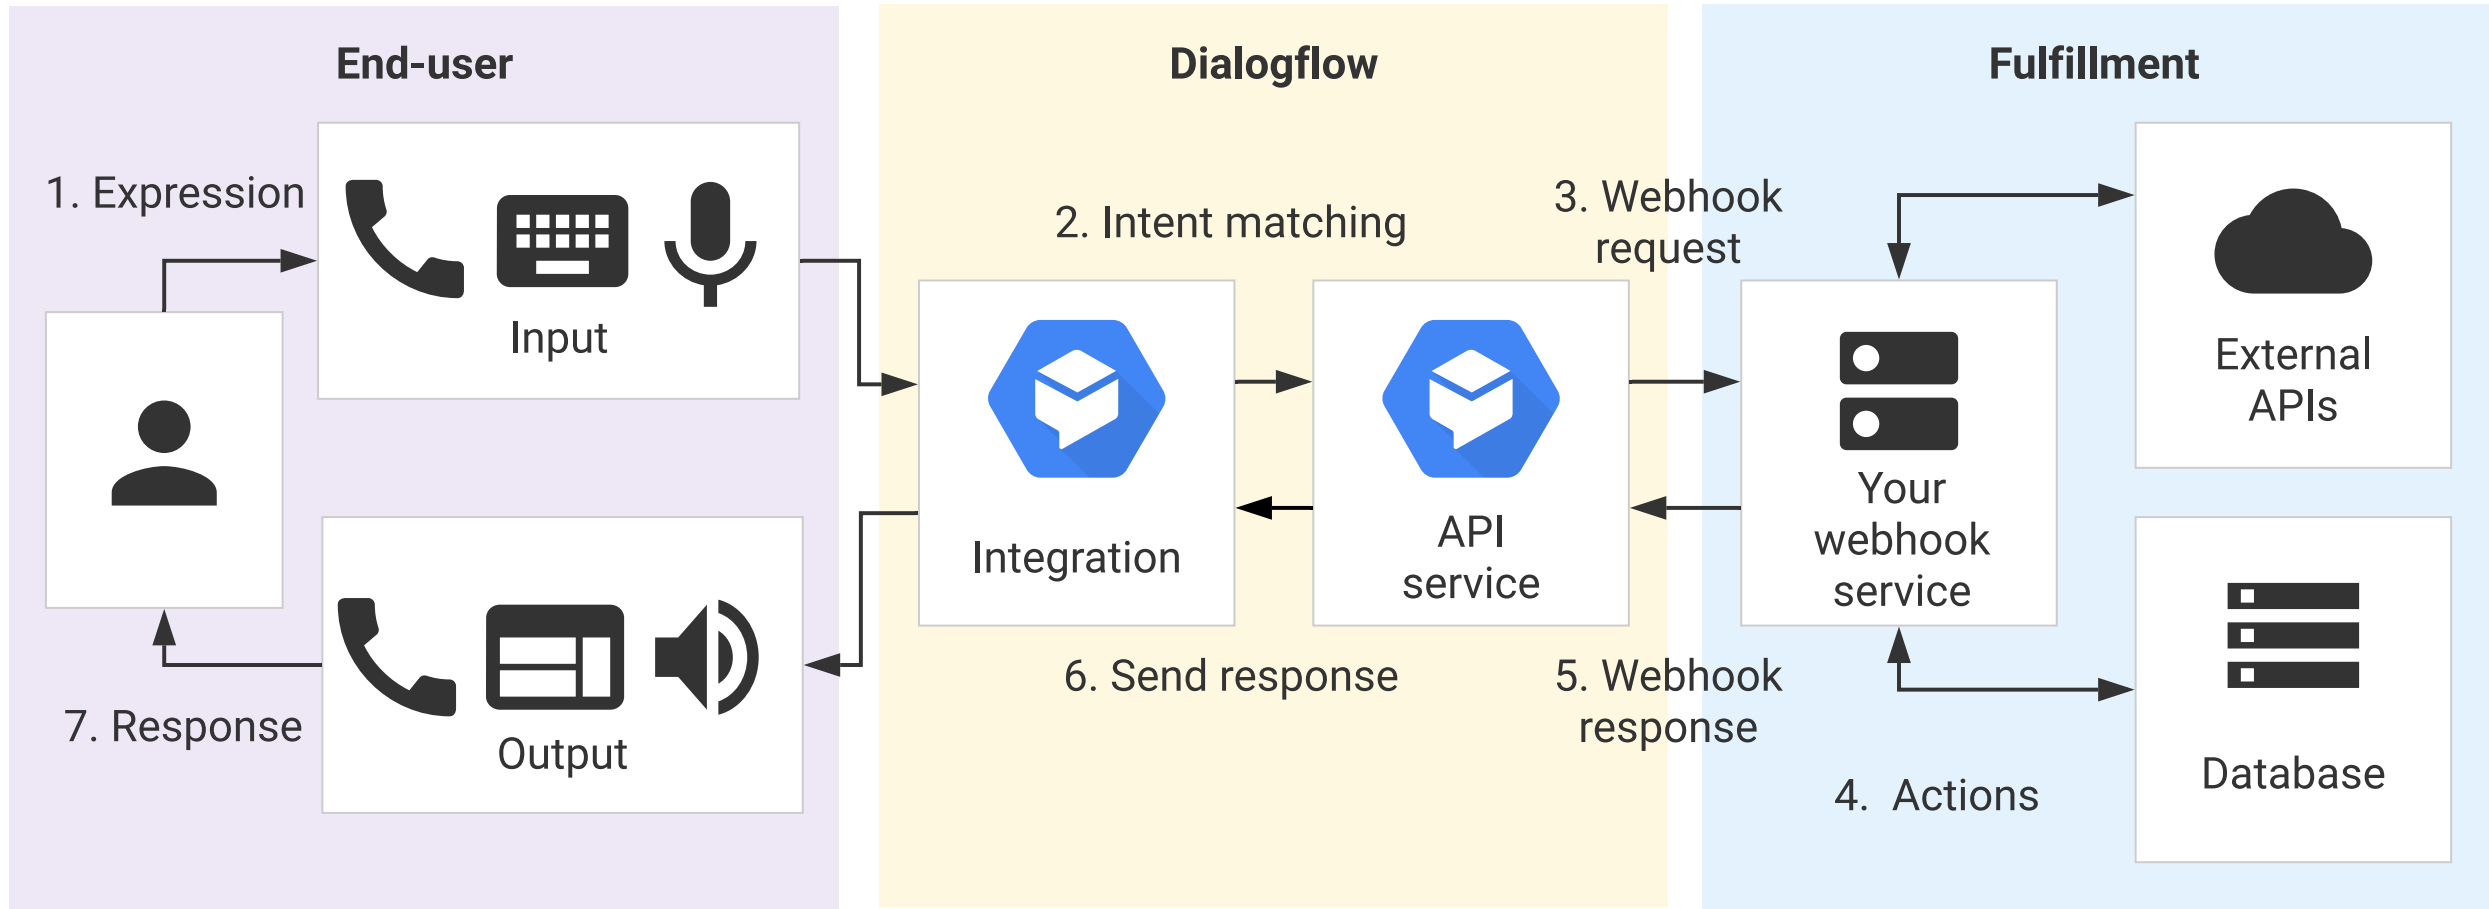 End-user
Dialogflow
Fulfillment
1. Expression
Input
2. Intent matching
3. Webhook
request
External
APIs
Integration
API
service
Your
webhook
service
7. Response
Output
6. Send response
5. Webhook
response
4. Actions
Database